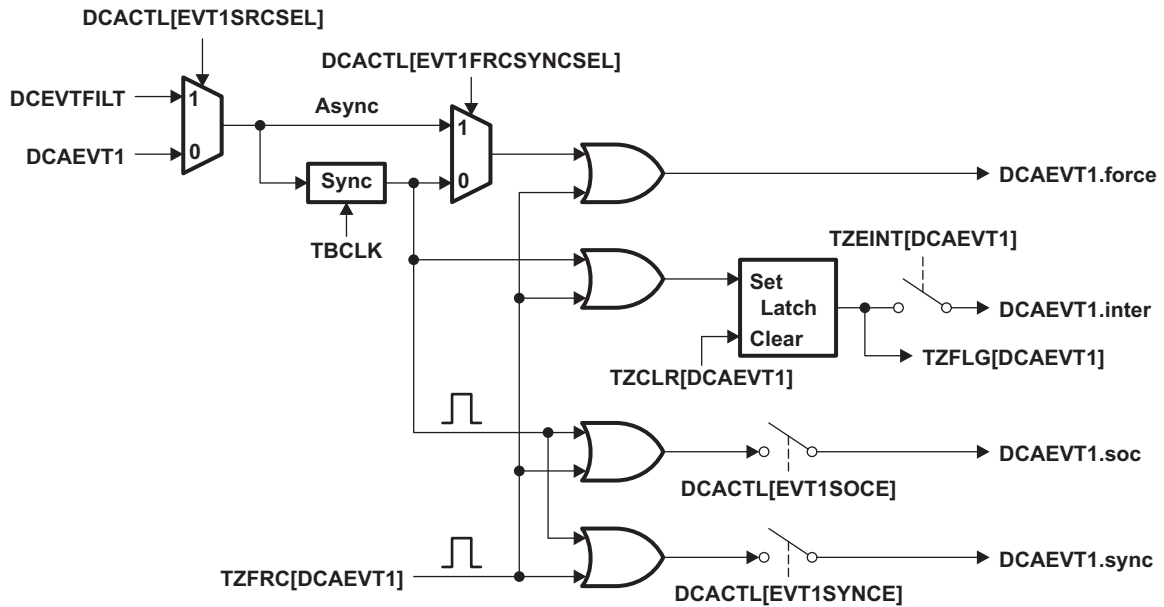 DCACTL[EVT1SRCSEL]
DCACTL[EVT1FRCSYNCSEL]
DCEVTFILT
1
Async
1
DCAEVT1
0
Sync
0
DCAEVT1.force
TBCLK
TZEINT[DCAEVT1]
Set
Latch
DCAEVT1.inter
Clear
TZFLG[DCAEVT1]
TZCLR[DCAEVT1]
DCAEVT1.soc
DCACTL[EVT1SOCE]
DCAEVT1.sync
TZFRC[DCAEVT1]
DCACTL[EVT1SYNCE]